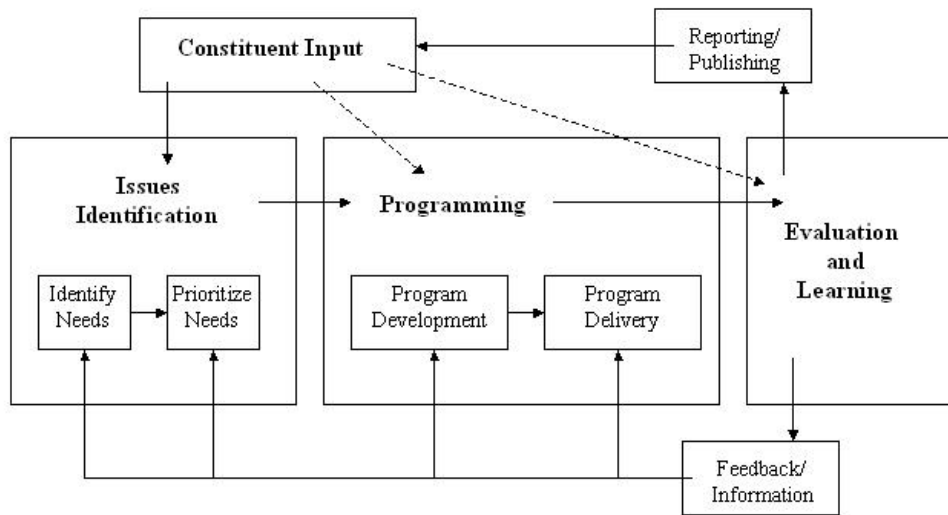 Constituent Input
Reporting/
Publishing
Issues
Identification
Programming
Evaluation
and
Learning
Identify
Needs
Prioritize
Needs
Program
Development
Program
Delivery
Feedback/
Information